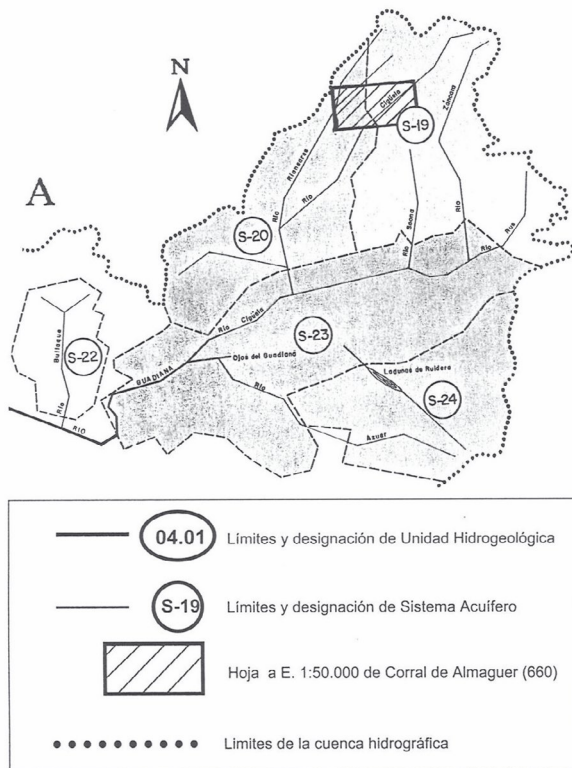 N
A
Río
Riansares
Cigüela
Záncara
S-19
Río
S-20
Río
Saona
Río
Río
Rus
Río
Cigüela
S-23
Ojos del Guadiana
GUADIANA
Lagunas de Ruidera
Bullaque
S-22
Río
RIO
Río
S-24
Azuer
04.01 Límites y designación de Unidad Hidrogeológica
S-19 Límites y designación de Sistema Acuífero
Hoja a E. 1:50.000 de Corral de Almaguer (660)
Limites de la cuenca hidrográfica